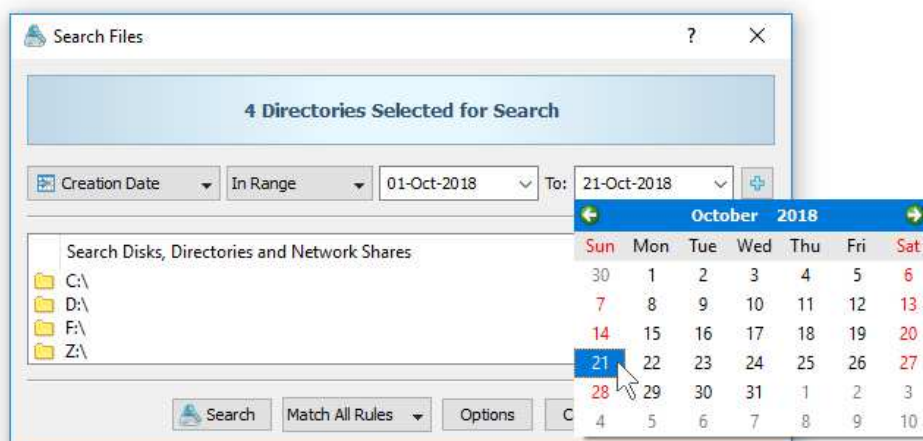 Search Files ?
4 Directories Selected for Search
Creation Date In Range 01-Oct-2018 To: 21-Oct-2018
October 2018
Sun Mon Tue Wed Thu Fri Sat
30 1 2 3 4 5 6
7 8 9 10 11 12 13
14 15 16 17 18 19 20
21 22 23 24 25 26 27
28 29 30 31 1 2 3
4 5 6 7 8 9 10
Search Disks, Directories and Network Shares
C:\
D:\
F:\
Z:\
Search Match All Rules Options